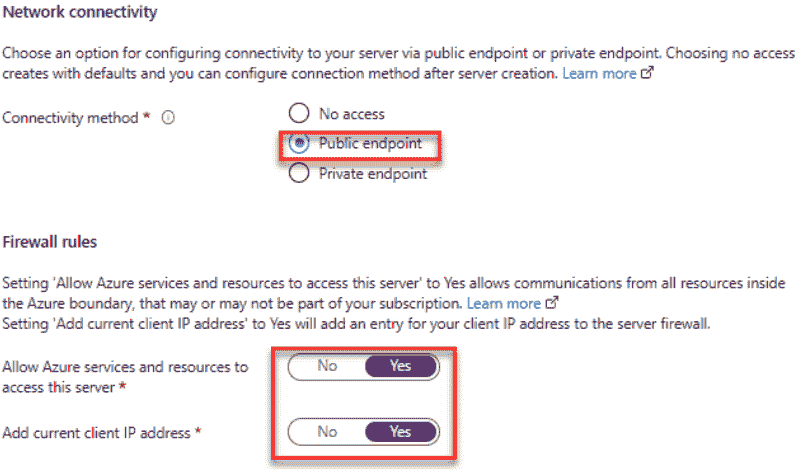 Network connectivity
Choose an option for configuring connectivity to your server via public endpoint or private endpoint. Choosing no access
creates with defaults and you can configure connection method after server creation. Learn more
Connectivity method *
No access
Public endpoint
Private endpoint
Firewall rules
Setting 'Allow Azure services and resources to access this server' to Yes allows communications from all resources inside
the Azure boundary, that may or may not be part of your subscription. Learn more
Setting 'Add current client IP address' to Yes will add an entry for your client IP address to the server firewall.
Allow Azure services and resources to
access this server *
No Yes
Add current client IP address *
No Yes